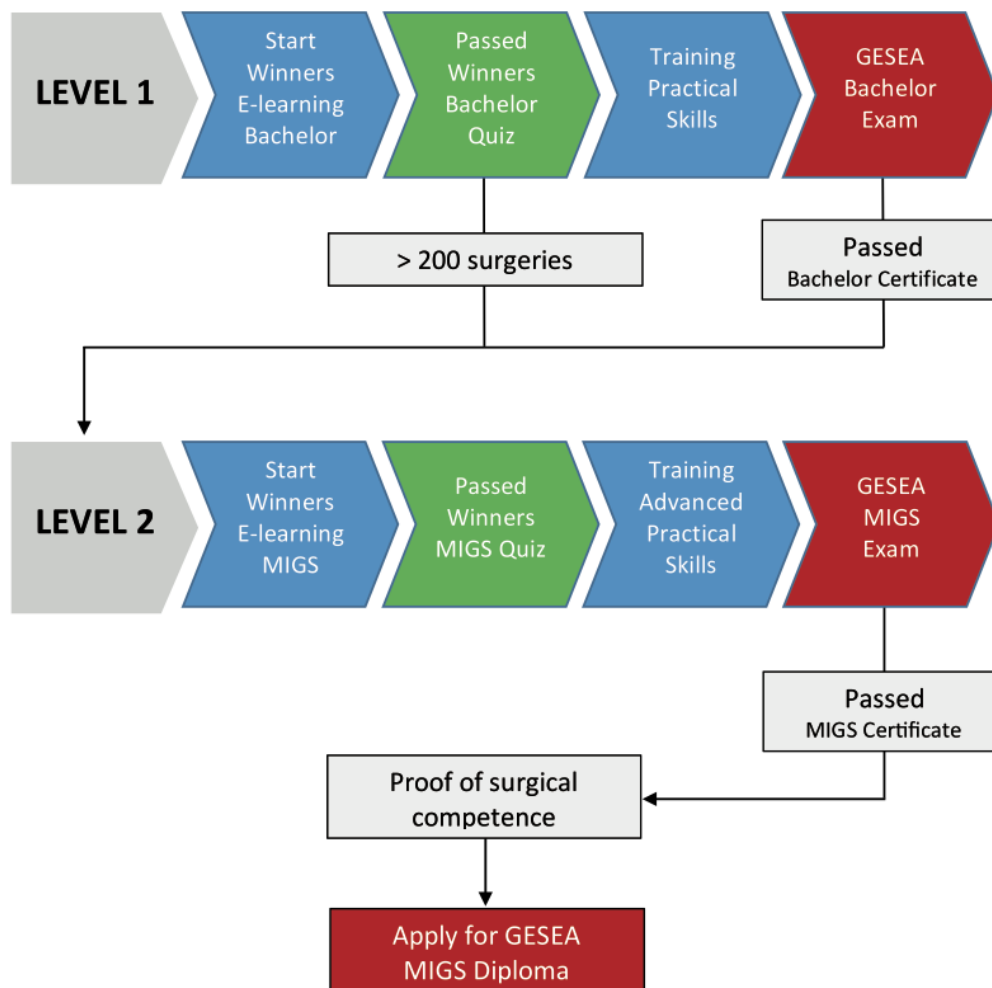 LEVEL 1
Start
Winners
E-learning
Bachelor
Passed
Winners
Bachelor
Quiz
Training
Practical
Skills
GESEA
Bachelor
Exam
> 200 surgeries
Passed
Bachelor Certificate
LEVEL 2
Start
Winners
E-learning
MIGS
Passed
Winners
MIGS Quiz
Training
Advanced
Practical
Skills
GESEA
MIGS
Exam
Passed
MIGS Certificate
Proof of surgical
competence
Apply for GESEA
MIGS Diploma